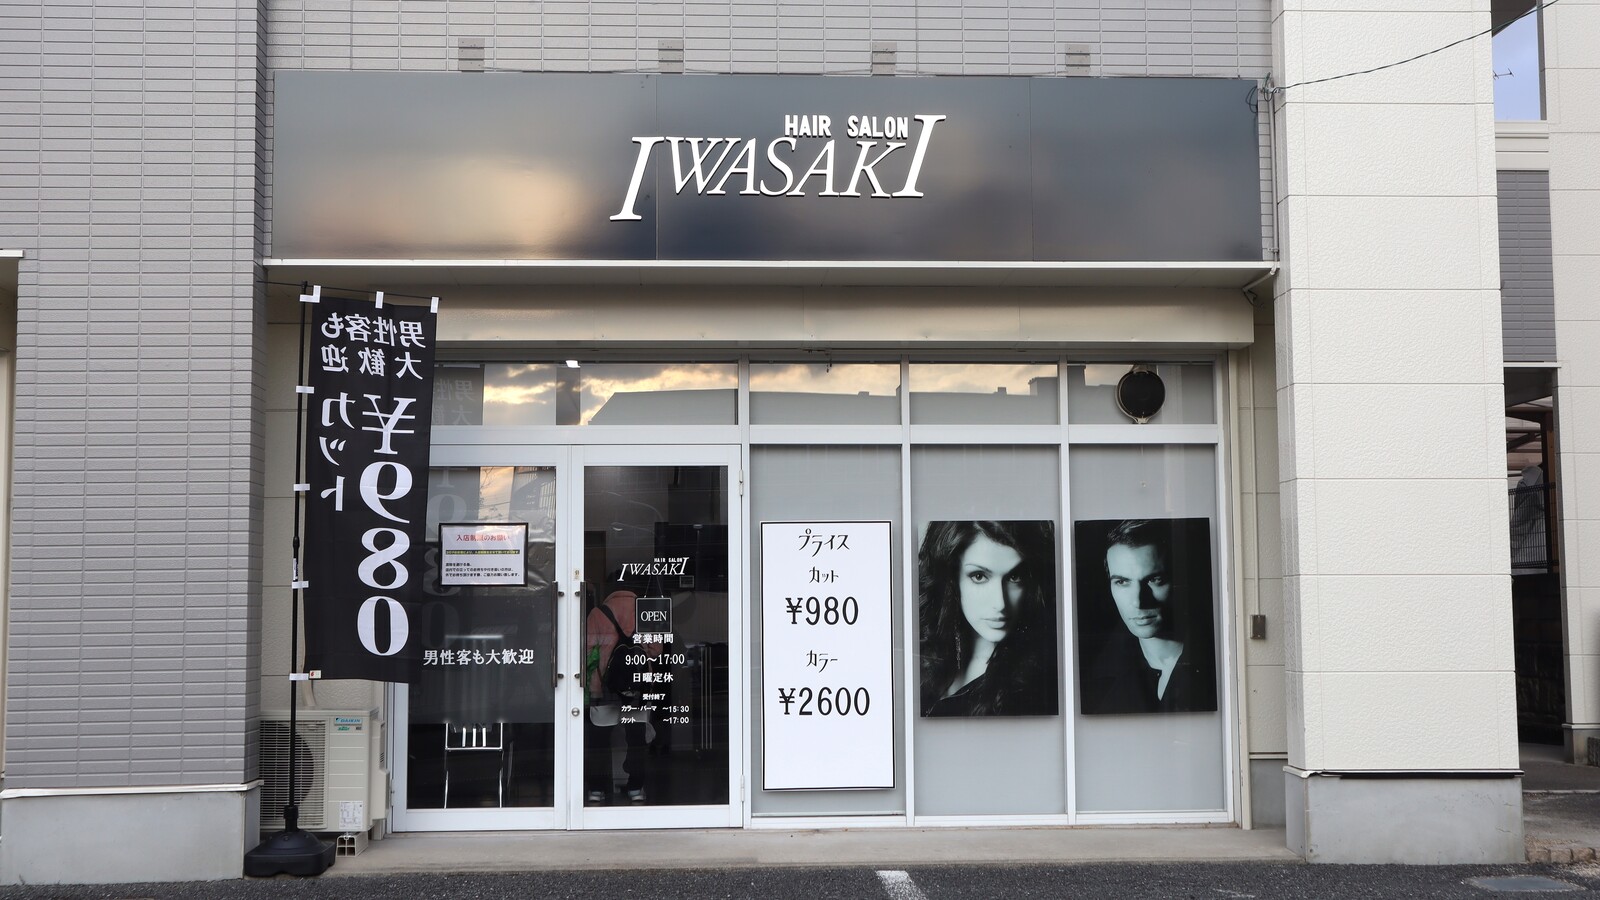 HAIR SALON
IWASAKI
男性客も
大歓迎
¥980
カット
入店制限のお願い
HAIR SALON
IWASAKI
OPEN
営業時間
9:00～17:00
日曜定休
受付終了
カラー・パーマ ～15:30
カット ～17:00
男性客も大歓迎
プライス
カット
¥980
カラー
¥2600
DAIKIN